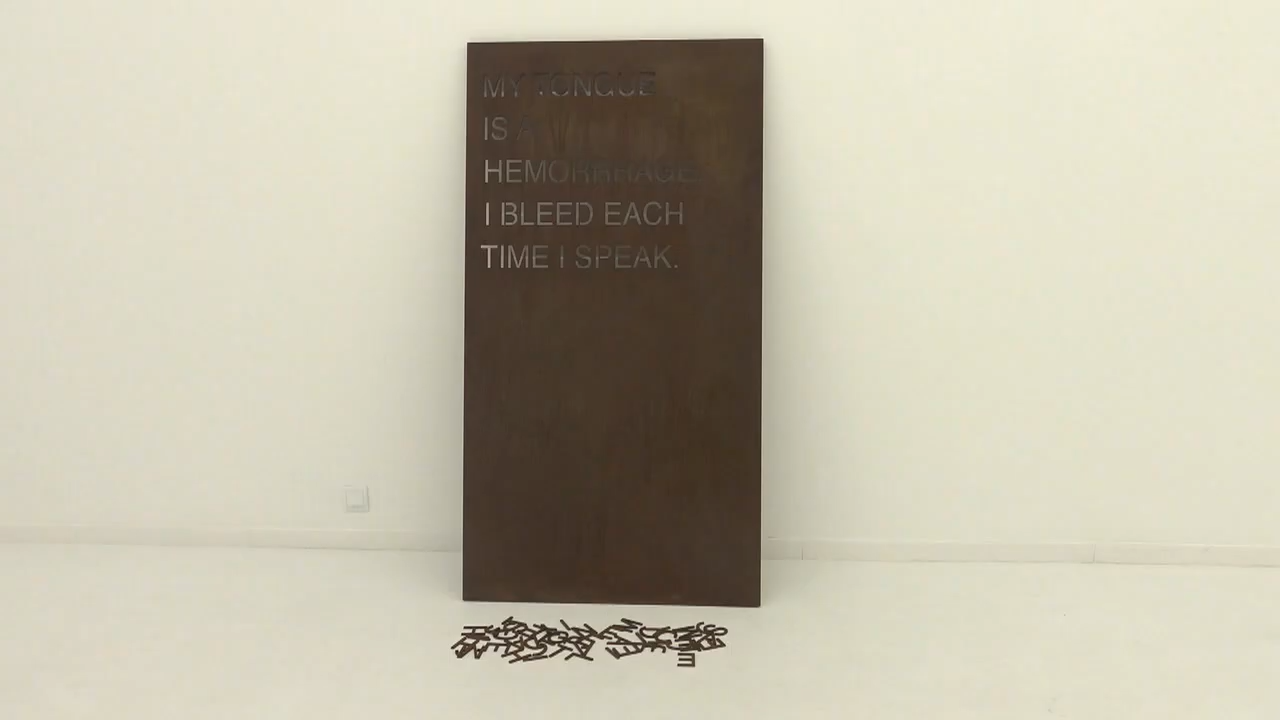 MY TONGUE
IS A
HEMORRHAGE
I BLEED EACH
TIME I SPEAK.